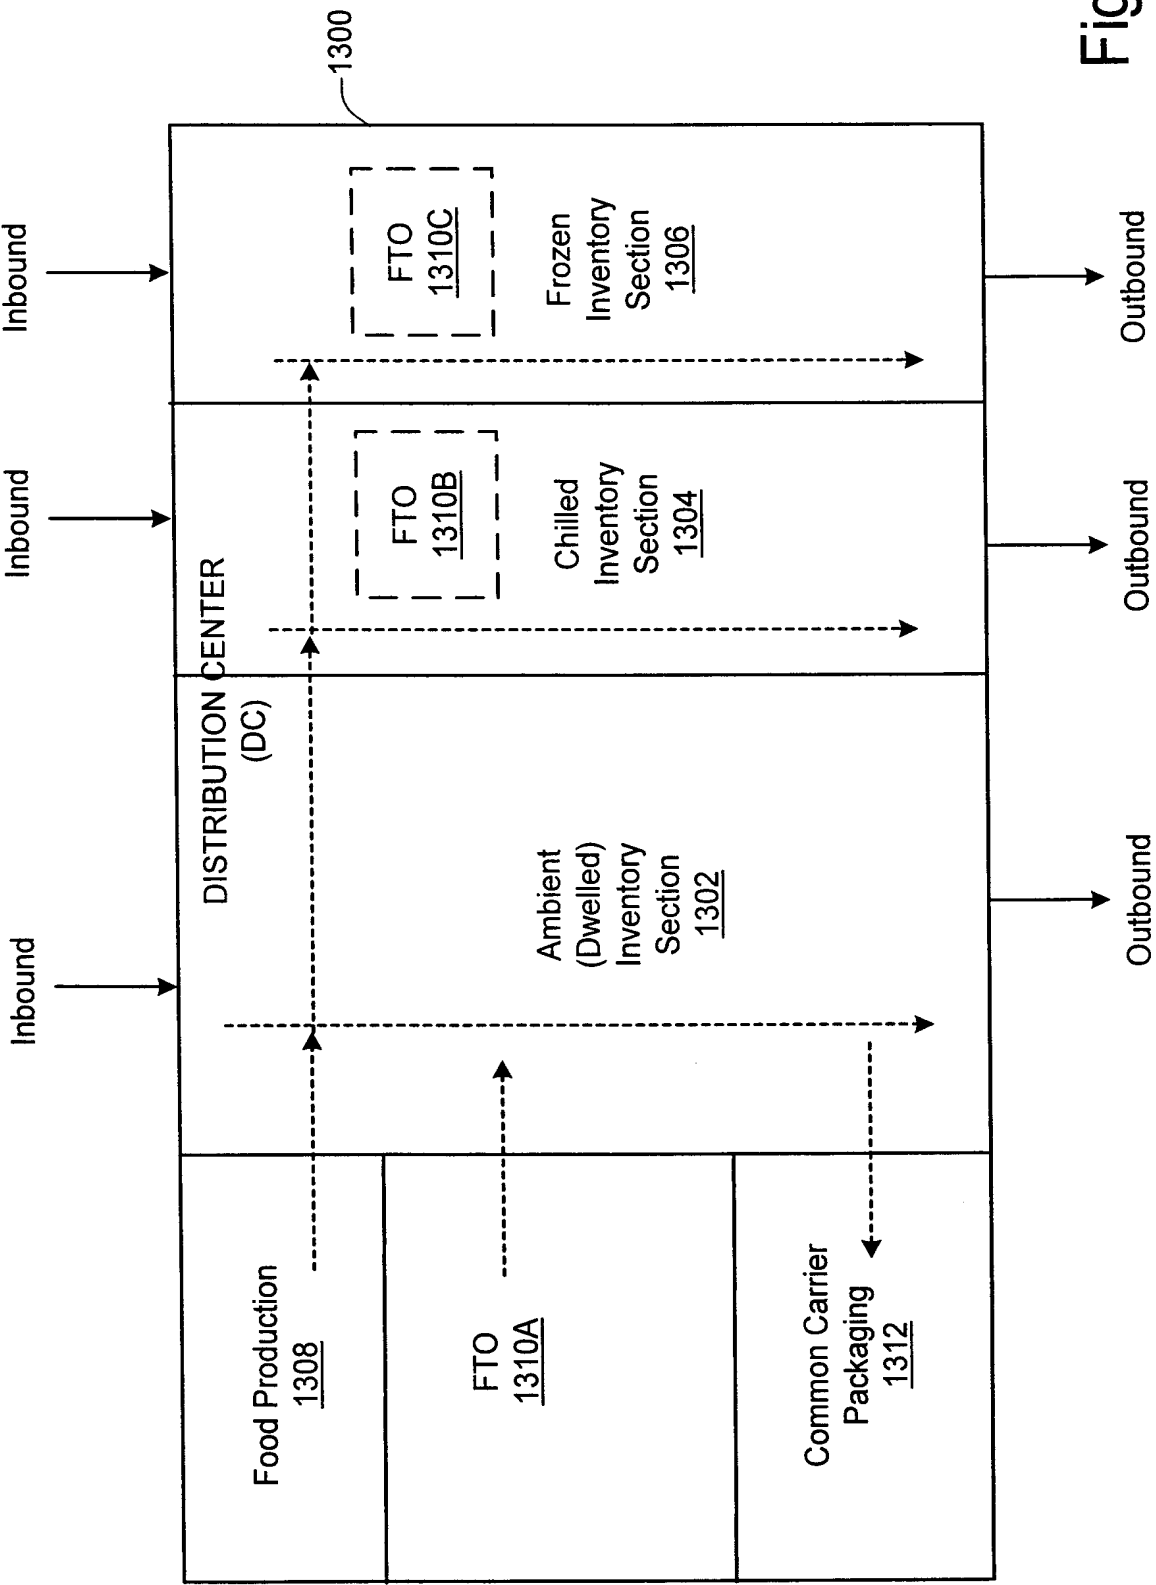 Inbound
Inbound
Inbound
1300
DISTRIBUTION CENTER
(DC)
Food Production
1308
FTO
1310A
Common Carrier
Packaging
1312
Ambient
(Dwelled)
Inventory
Section
1302
FTO
1310B
Chilled
Inventory
Section
1304
FTO
1310C
Frozen
Inventory
Section
1306
Outbound
Outbound
Outbound
Fig